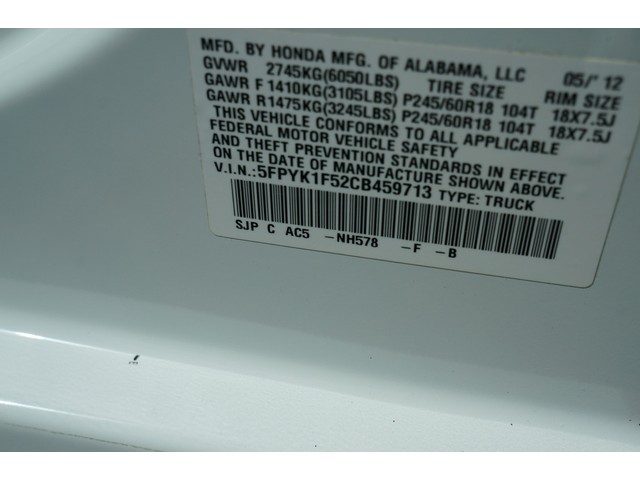 MFD. BY HONDA MFG. OF ALABAMA, LLC 05/'12
GVWR 2745KG(6050LBS) TIRE SIZE RIM SIZE
GAWR F 1410KG(3105LBS) P245/60R18 104T 18X7.5J
GAWR R1475KG(3245LBS) P245/60R18 104T 18X7.5J
THIS VEHICLE CONFORMS TO ALL APPLICABLE
FEDERAL MOTOR VEHICLE SAFETY
AND THEFT PREVENTION STANDARDS IN EFFECT
ON THE DATE OF MANUFACTURE SHOWN ABOVE.
V.I.N.:5FPYK1F52CB459713 TYPE: TRUCK
SJP C AC5 -NH578 -F -B